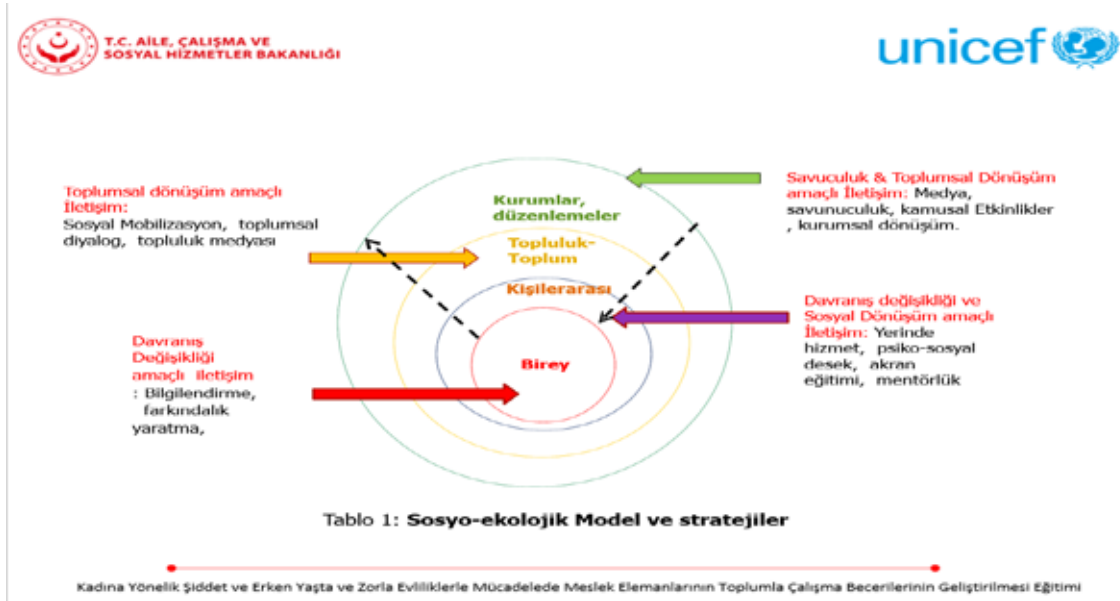 T.C. AİLE, ÇALIŞMA VE
SOSYAL HİZMETLER BAKANLIĞI
unicef
Toplumsal dönüşüm amaçlı
İletişim:
Sosyal Mobilizasyon, toplumsal
diyalog, topluluk medyası
Davranış
Değişikliği
amaçlı iletişim
: Bilgilendirme,
farkındalık
yaratma,
Kurumlar,
düzenlemeler
Topluluk-
Toplum
Kişilerarası
Birey
Savuculuk & Toplumsal Dönüşüm
amaçlı İletişim: Medya,
savunuculuk, kamusal Etkinlikler
, kurumsal dönüşüm.
Davranış değişikliği ve
Sosyal Dönüşüm amaçlı
İletişim: Yerinde
hizmet, psiko-sosyal
desek, akran
eğitimi, mentörlük
Tablo 1: Sosyo-ekolojik Model ve stratejiler
Kadına Yönelik Şiddet ve Erken Yaşta ve Zorla Evliliklerle Mücadelede Meslek Elemanlarının Toplumla Çalışma Becerilerinin Geliştirilmesi Eğitimi